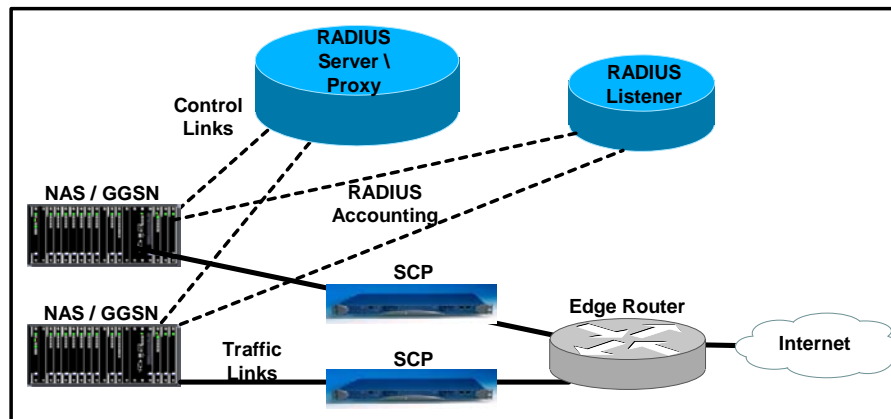 RADIUS
Server \
Proxy
RADIUS
Listener
Control
Links
NAS / GGSN
RADIUS
Accounting
SCP
NAS / GGSN
Edge Router
Traffic
Links
SCP
Internet